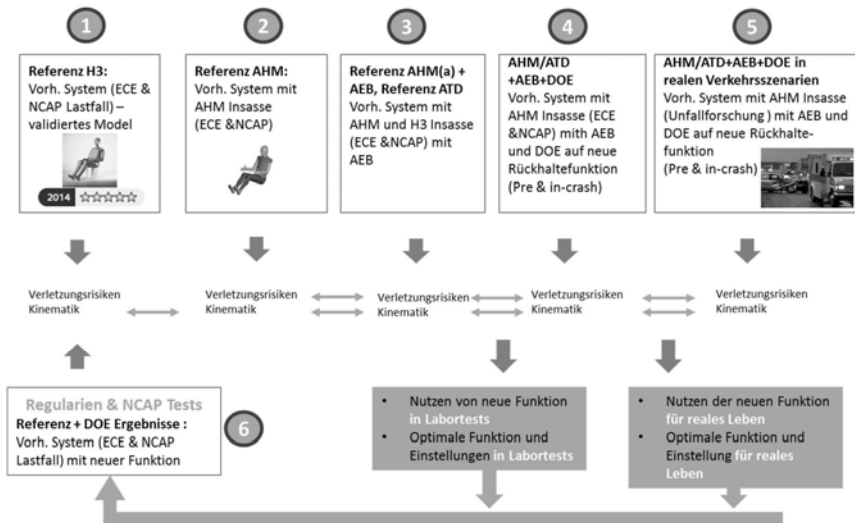 1
2
3
4
5
Referenz H3:
Vorh. System (ECE &
NCAP Lastfall) –
validiertes Model
2014
Referenz AHM:
Vorh. System mit
AHM Insasse
(ECE &NCAP)
Referenz AHM(a) +
AEB, Referenz ATD
Vorh. System mit
AHM und H3 Insasse
(ECE &NCAP) mit
AEB
AHM/ATD
+AEB+DOE
Vorh. System mit
AHM Insasse (ECE
&NCAP) mith AEB
und DOE auf neue
Rückhaltefunktion
(Pre & in-crash)
AHM/ATD+AEB+DOE in
realen Verkehrsszenarien
Vorh. System mit AHM Insasse
(Unfallforschung ) mit AEB und
DOE auf neue Rückhalte-
funktion
(Pre & in-crash)
Verletzungsrisiken
Kinematik
Verletzungsrisiken
Kinematik
Verletzungsrisiken
Kinematik
Verletzungsrisiken
Kinematik
Verletzungsrisiken
Kinematik
Regularien & NCAP Tests
Referenz + DOE Ergebnisse :
Vorh. System (ECE & NCAP
Lastfall) mit neuer Funktion
6
• Nutzen von neue Funktion
in Labortests
• Optimale Funktion und
Einstellungen in Labortests
• Nutzen der neuen Funktion
für reales Leben
• Optimale Funktion und
Einstellung für reales
Leben